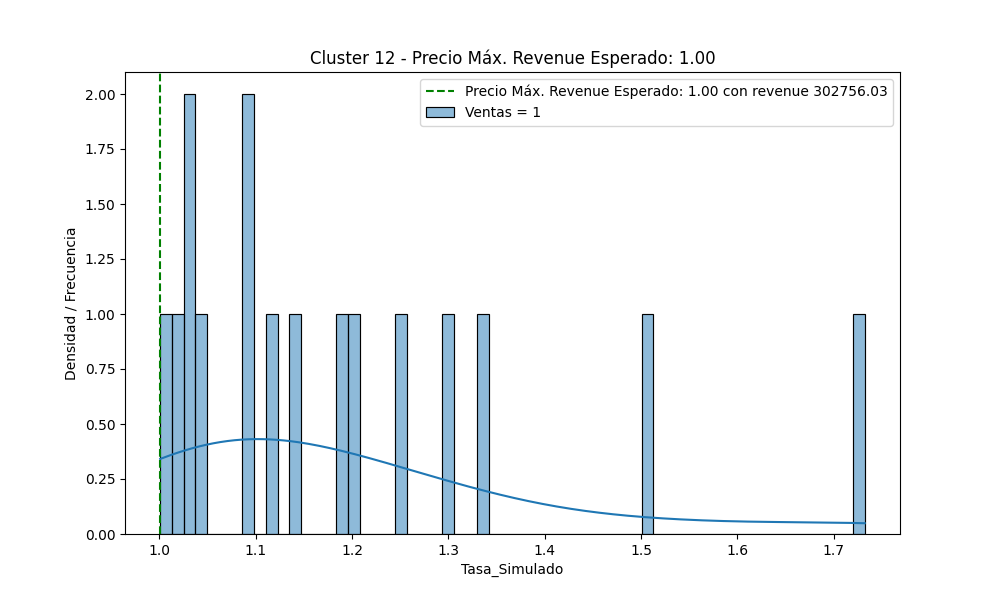 Cluster 12 - Precio Máx. Revenue Esperado: 1.00
Precio Máx. Revenue Esperado: 1.00 con revenue 302756.03
Ventas = 1
Densidad / Frecuencia
2.00
1.75
1.50
1.25
1.00
0.75
0.50
0.25
0.00
1.0 1.1 1.2 1.3 1.4 1.5 1.6 1.7
Tasa_Simulado